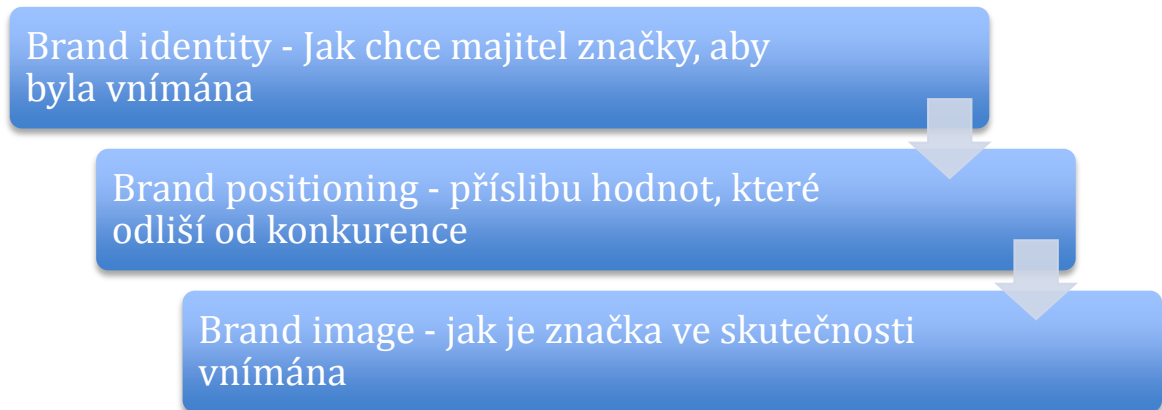 Brand identity - Jak chce majitel značky, aby
byla vnímána
Brand positioning - příslibu hodnot, které
odliší od konkurence
Brand image - jak je značka ve skutečnosti
vnímána